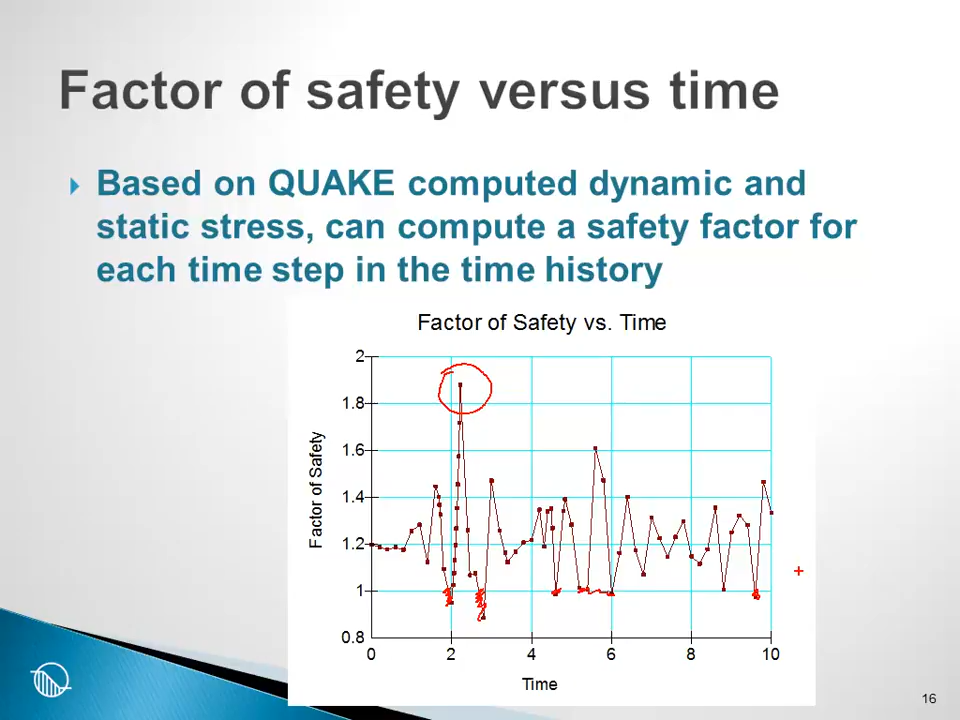 Factor of safety versus time
Based on QUAKE computed dynamic and
static stress, can compute a safety factor for
each time step in the time history
Factor of Safety vs. Time
2
1.8
1.6
1.4
1.2
1
0.8
Factor of Safety
0 2 4 6 8 10
Time
16